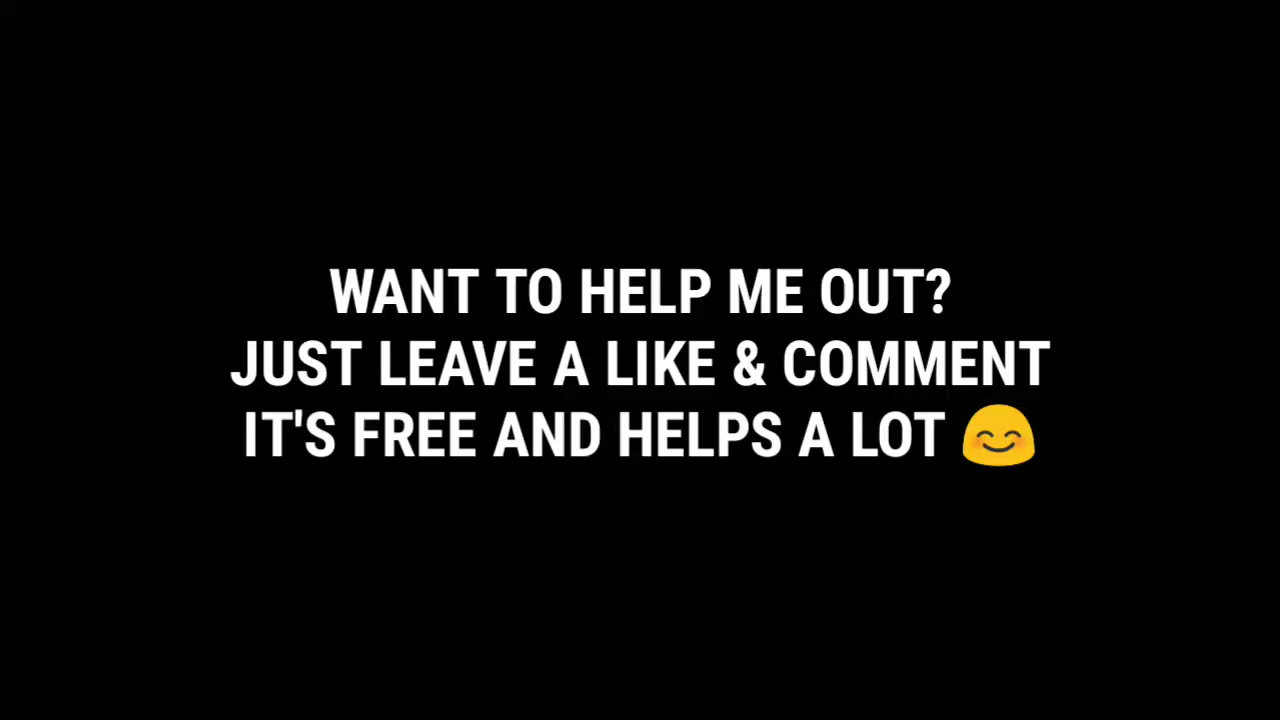 WANT TO HELP ME OUT?
JUST LEAVE A LIKE & COMMENT
IT'S FREE AND HELPS A LOT 😊